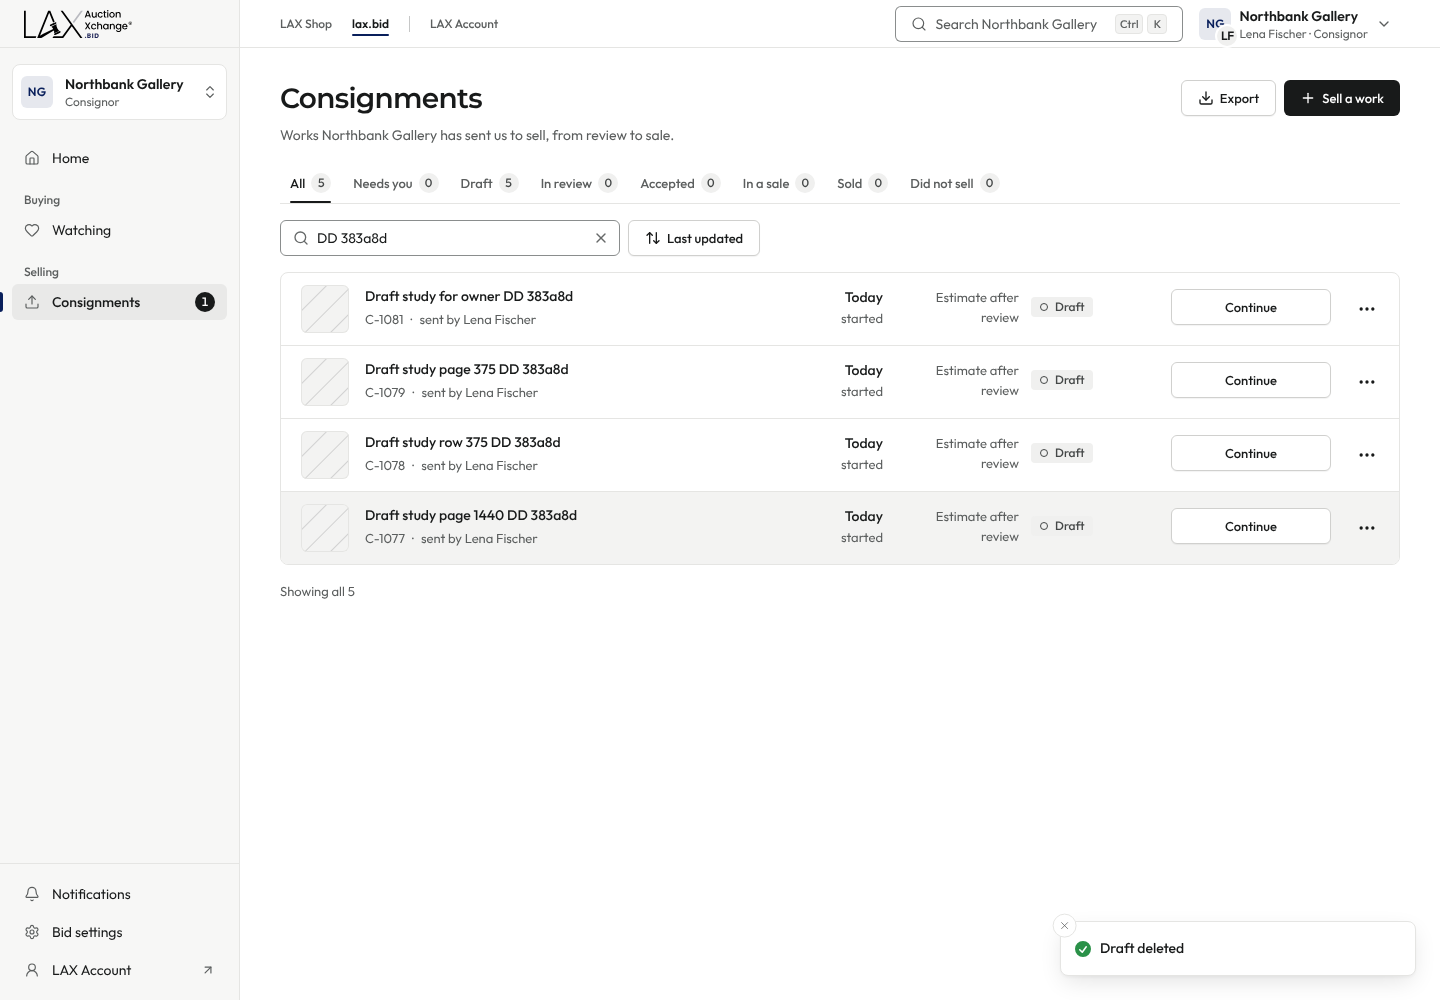 LAX Auction Xchange®
.BID
LAX Shop
lax.bid
LAX Account
Search Northbank Gallery
Ctrl
K
NG
LF
Northbank Gallery
Lena Fischer · Consignor
NG
Northbank Gallery
Consignor
Home
Buying
Watching
Selling
Consignments
1
Notifications
Bid settings
LAX Account
Consignments
Export
Sell a work
Works Northbank Gallery has sent us to sell, from review to sale.
All 5
Needs you 0
Draft 5
In review 0
Accepted 0
In a sale 0
Sold 0
Did not sell 0
DD 383a8d
Last updated
Draft study for owner DD 383a8d
C-1081 · sent by Lena Fischer
Today
started
Estimate after
review
Draft
Continue
Draft study page 375 DD 383a8d
C-1079 · sent by Lena Fischer
Today
started
Estimate after
review
Draft
Continue
Draft study row 375 DD 383a8d
C-1078 · sent by Lena Fischer
Today
started
Estimate after
review
Draft
Continue
Draft study page 1440 DD 383a8d
C-1077 · sent by Lena Fischer
Today
started
Estimate after
review
Draft
Continue
Showing all 5
Draft deleted